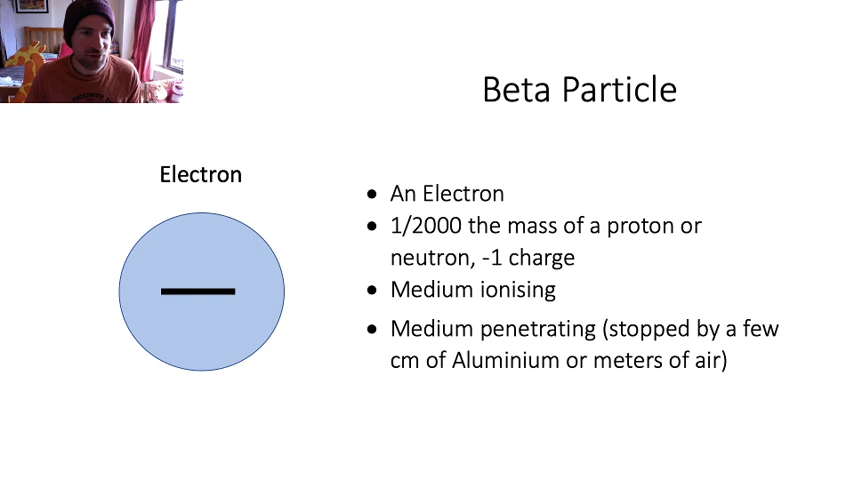 Beta Particle
Electron
• An Electron
• 1/2000 the mass of a proton or
neutron, -1 charge
• Medium ionising
• Medium penetrating (stopped by a few
cm of Aluminium or meters of air)